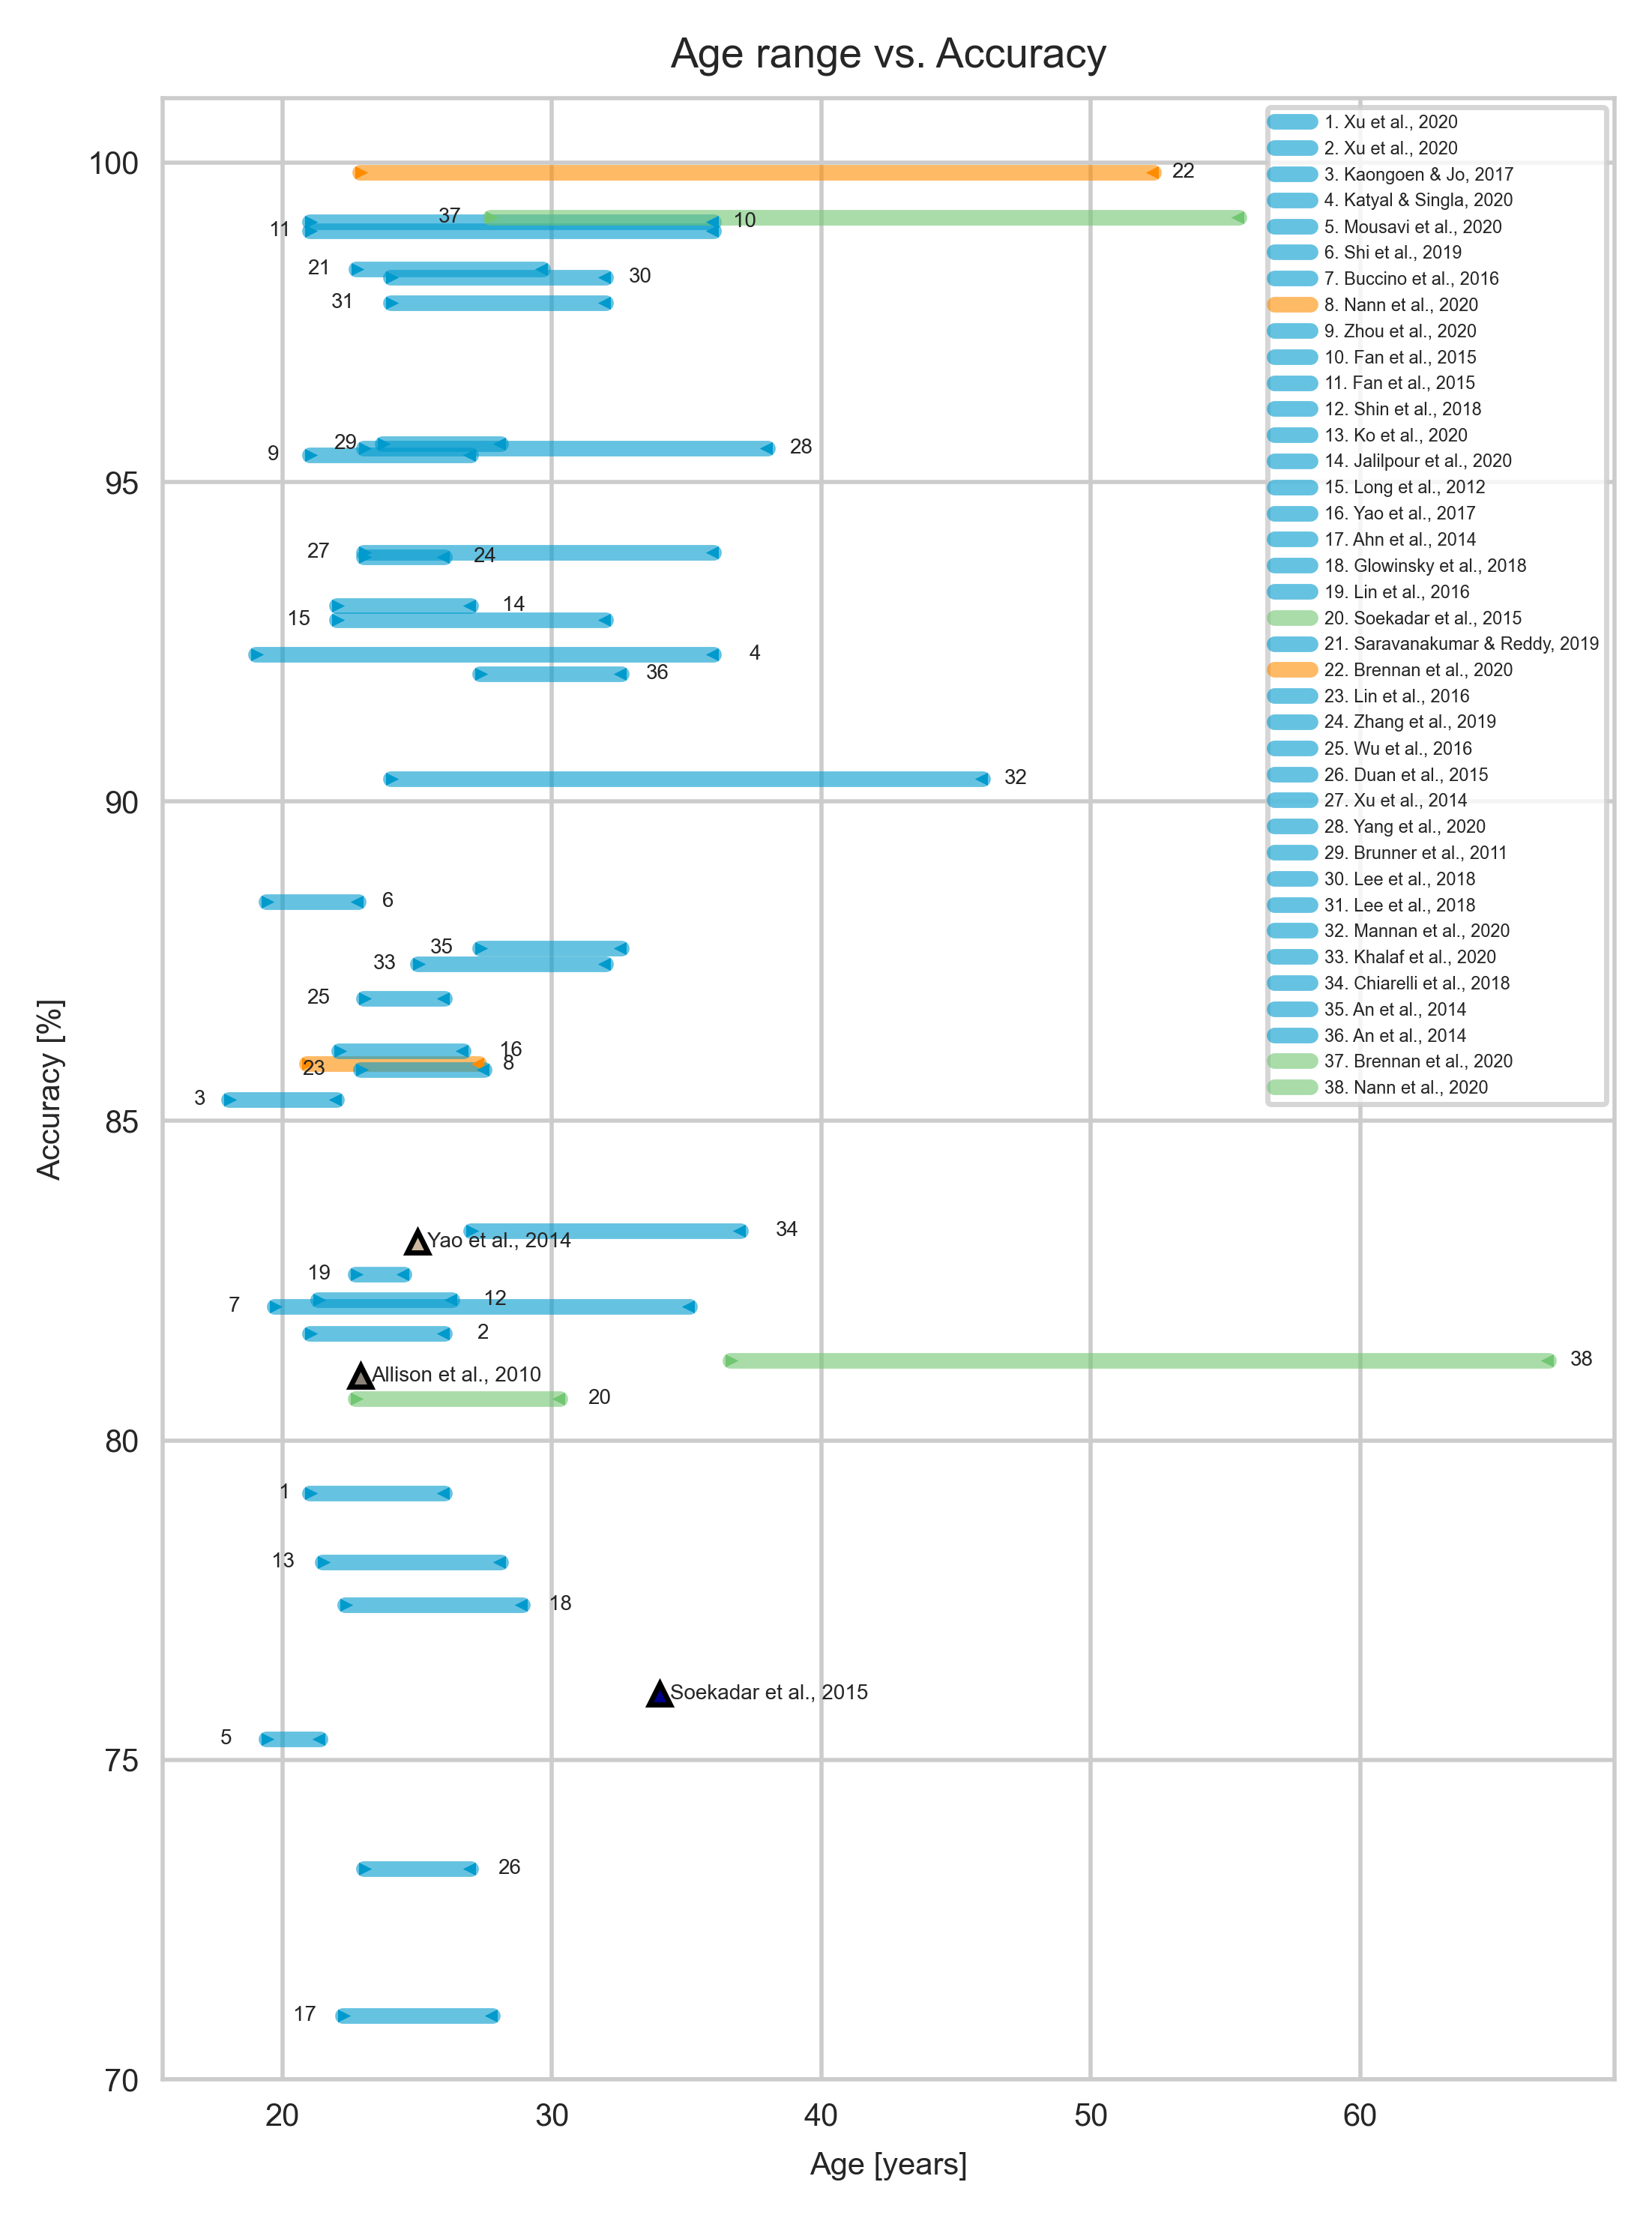 Age range vs. Accuracy
100
95
90
85
80
75
70
Accuracy [%]
20
30
40
50
60
Age [years]
22
37
10
11
21
30
31
29
28
9
27
24
14
15
4
36
32
6
35
33
25
16
8
23
3
34
Yao et al., 2014
19
12
7
2
38
Allison et al., 2010
20
1
13
18
Soekadar et al., 2015
5
26
17
1. Xu et al., 2020
2. Xu et al., 2020
3. Kaongoen & Jo, 2017
4. Katyal & Singla, 2020
5. Mousavi et al., 2020
6. Shi et al., 2019
7. Buccino et al., 2016
8. Nann et al., 2020
9. Zhou et al., 2020
10. Fan et al., 2015
11. Fan et al., 2015
12. Shin et al., 2018
13. Ko et al., 2020
14. Jalilpour et al., 2020
15. Long et al., 2012
16. Yao et al., 2017
17. Ahn et al., 2014
18. Glowinsky et al., 2018
19. Lin et al., 2016
20. Soekadar et al., 2015
21. Saravanakumar & Reddy, 2019
22. Brennan et al., 2020
23. Lin et al., 2016
24. Zhang et al., 2019
25. Wu et al., 2016
26. Duan et al., 2015
27. Xu et al., 2014
28. Yang et al., 2020
29. Brunner et al., 2011
30. Lee et al., 2018
31. Lee et al., 2018
32. Mannan et al., 2020
33. Khalaf et al., 2020
34. Chiarelli et al., 2018
35. An et al., 2014
36. An et al., 2014
37. Brennan et al., 2020
38. Nann et al., 2020